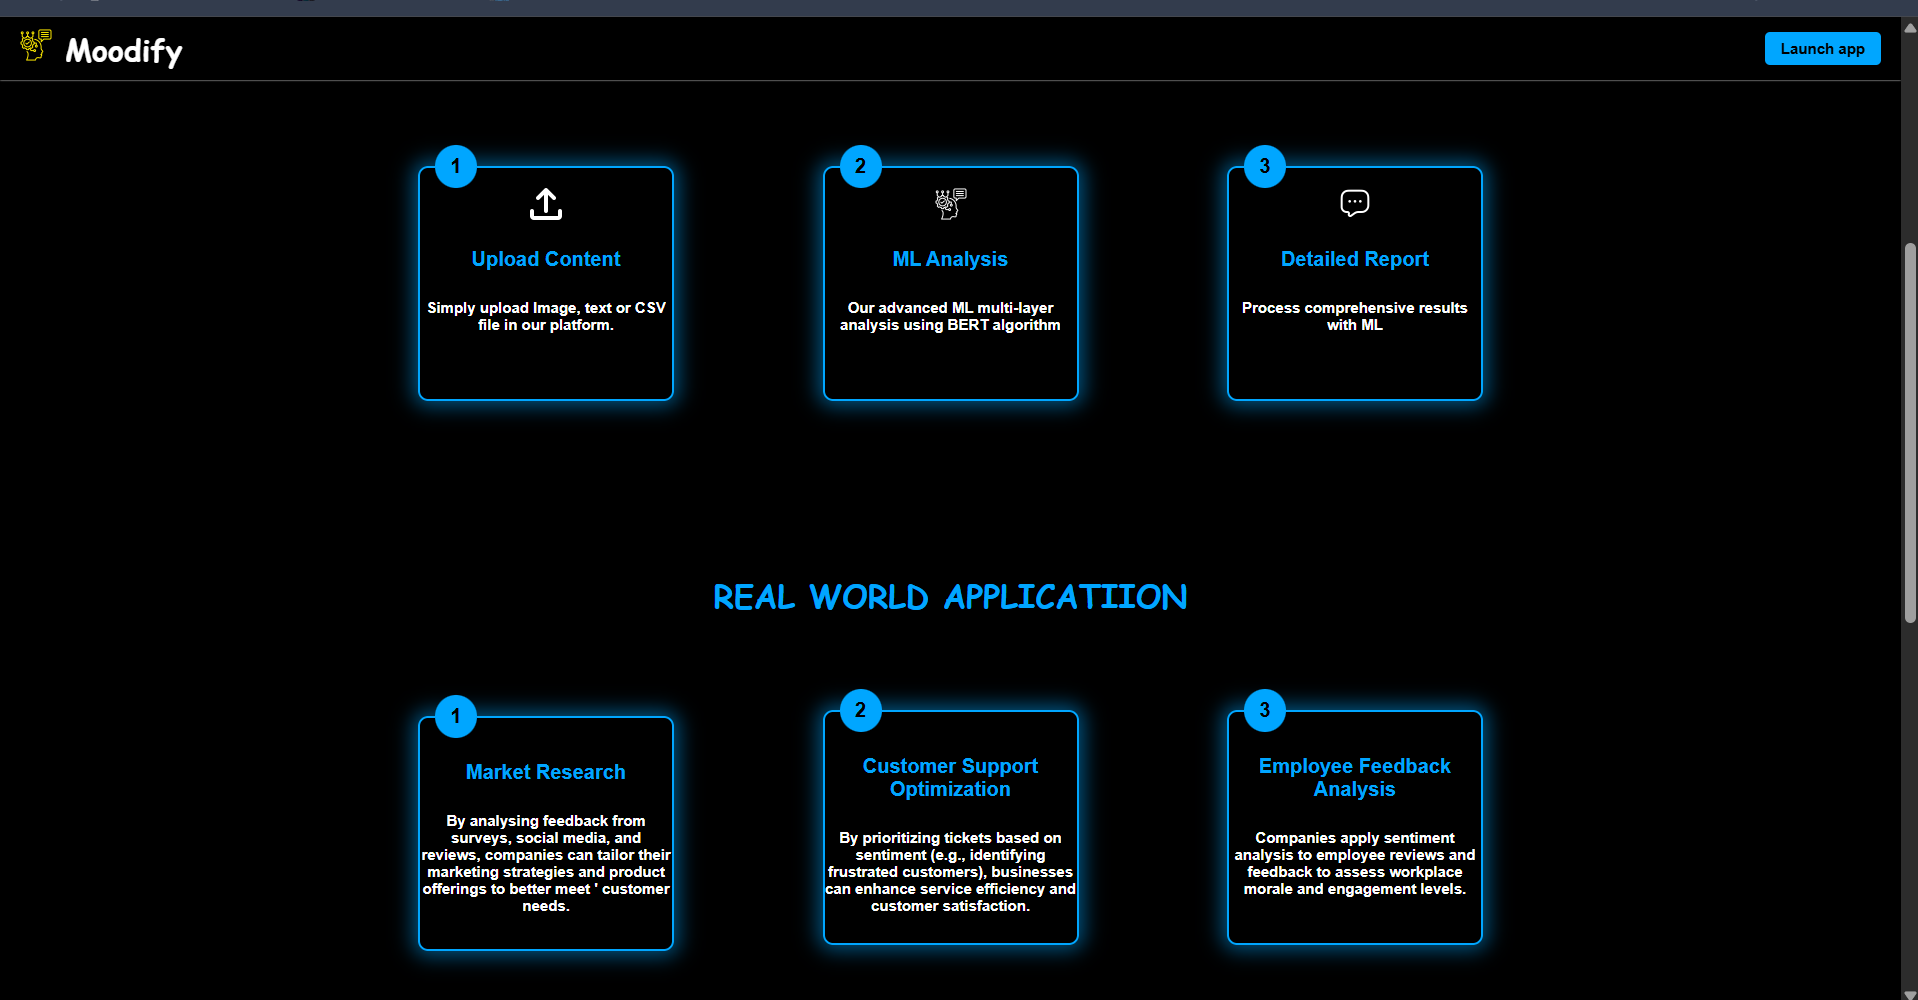 Moodify
Launch app
1
Upload Content
Simply upload Image, text or CSV
file in our platform.
2
ML Analysis
Our advanced ML multi-layer
analysis using BERT algorithm
3
Detailed Report
Process comprehensive results
with ML
REAL WORLD APPLICATIION
1
Market Research
By analysing feedback from
surveys, social media, and
reviews, companies can tailor their
marketing strategies and product
offerings to better meet ' customer
needs.
2
Customer Support
Optimization
By prioritizing tickets based on
sentiment (e.g., identifying
frustrated customers), businesses
can enhance service efficiency and
customer satisfaction.
3
Employee Feedback
Analysis
Companies apply sentiment
analysis to employee reviews and
feedback to assess workplace
morale and engagement levels.